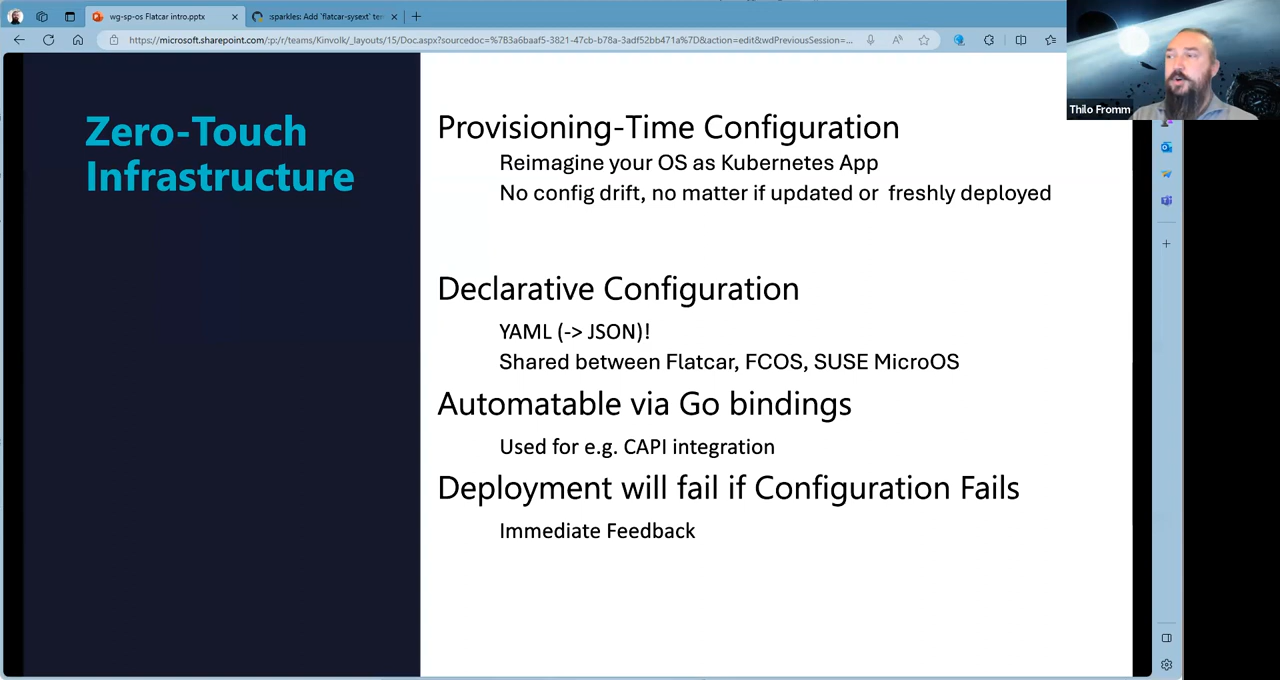 wg-sp-os Flatcar intro.pptx
:sparkles: Add `flatcar-sysext` te
https://microsoft.sharepoint.com/:p:/r/teams/Kinvolk/_layouts/15/Doc.aspx?sourcedoc=%7B3a6baaf5-3821-47cb-b78a-3adf52bb471a%7D&action=edit&wdPreviousSession=...
Thilo Fromm
Zero-Touch
Infrastructure
Provisioning-Time Configuration
Reimagine your OS as Kubernetes App
No config drift, no matter if updated or freshly deployed
Declarative Configuration
YAML (-> JSON)!
Shared between Flatcar, FCOS, SUSE MicroOS
Automatable via Go bindings
Used for e.g. CAPI integration
Deployment will fail if Configuration Fails
Immediate Feedback